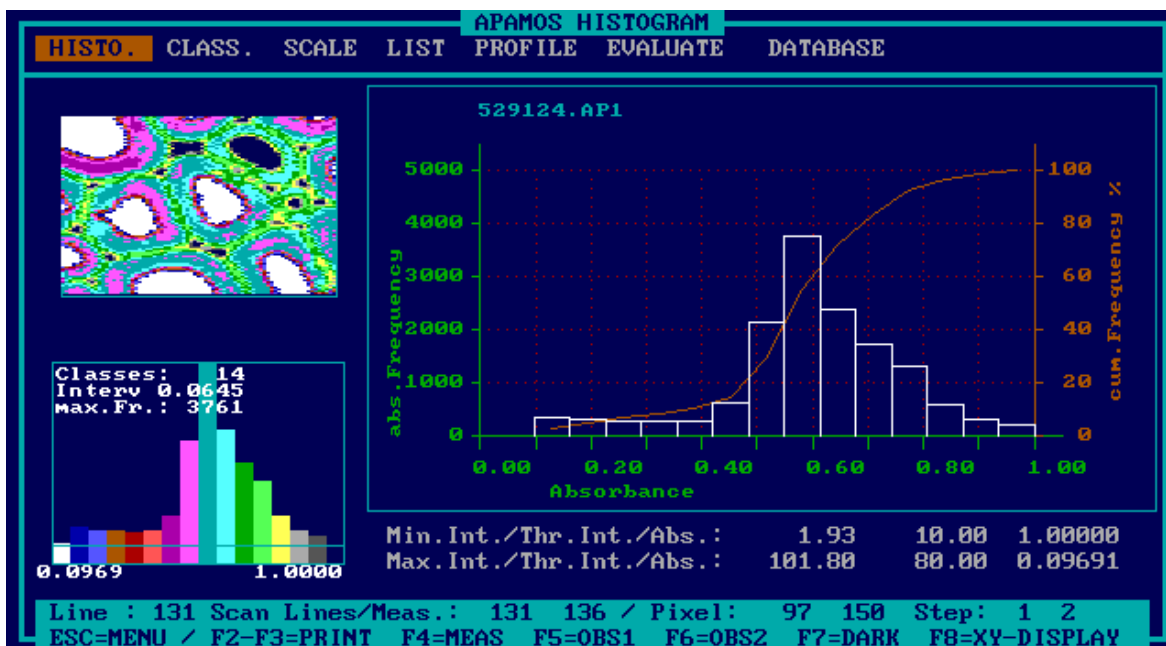 APAMOS HISTOGRAM
HISTO. CLASS. SCALE LIST PROFILE EVALUATE DATABASE
529124.AP1
5000
4000
3000
2000
1000
0
abs.Frequency
100
80
60
40
20
0
cum.Frequency %
0.00 0.20 0.40 0.60 0.80 1.00
Absorbance
Classes: 14
Interv 0.0645
max.Fr.: 3761
0.0969 1.0000
Min.Int./Thr.Int./Abs.: 1.93 10.00 1.00000
Max.Int./Thr.Int./Abs.: 101.80 80.00 0.09691
Line : 131 Scan Lines/Meas.: 131 136 / Pixel: 97 150 Step: 1 2
ESC=MENU / F2-F3=PRINT F4=MEAS F5=OBS1 F6=OBS2 F7=DARK F8=XY-DISPLAY